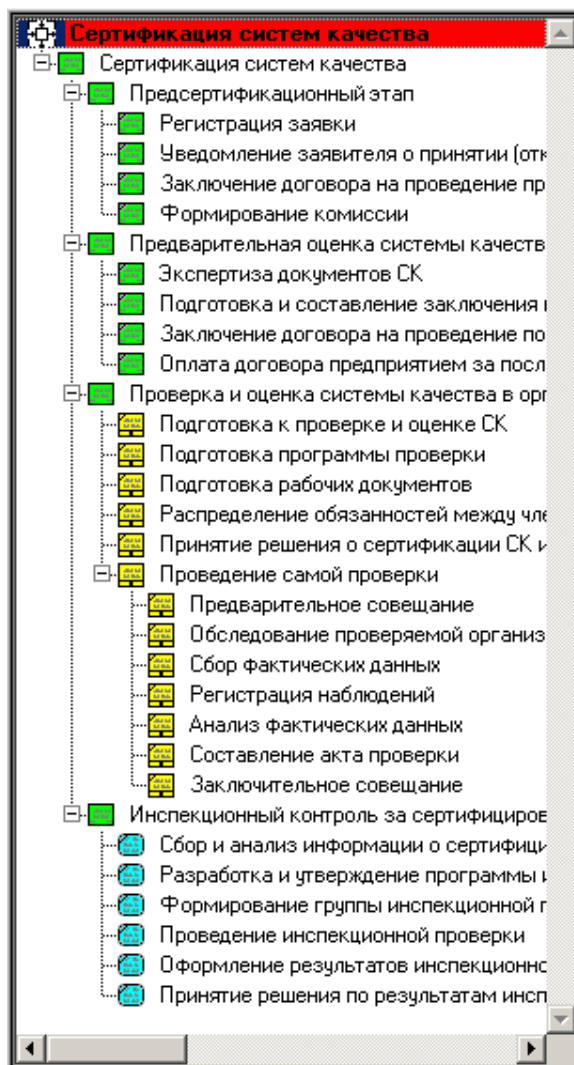 Сертификация систем качества
Сертификация систем качества
Предсертификационный этап
Регистрация заявки
Уведомление заявителя о принятии (отк
Заключение договора на проведение пр
Формирование комиссии
Предварительная оценка системы качеств
Экспертиза документов СК
Подготовка и составление заключения
Заключение договора на проведение по
Оплата договора предприятием за посл
Проверка и оценка системы качества в орг
Подготовка к проверке и оценке СК
Подготовка программы проверки
Подготовка рабочих документов
Распределение обязанностей между чле
Принятие решения о сертификации СК и
Проведение самой проверки
Предварительное совещание
Обследование проверяемой организ
Сбор фактических данных
Регистрация наблюдений
Анализ фактических данных
Составление акта проверки
Заключительное совещание
Инспекционный контроль за сертифициров
Сбор и анализ информации о сертифици
Разработка и утверждение программы и
Формирование группы инспекционной п
Проведение инспекционной проверки
Оформление результатов инспекционно
Принятие решения по результатам инсп